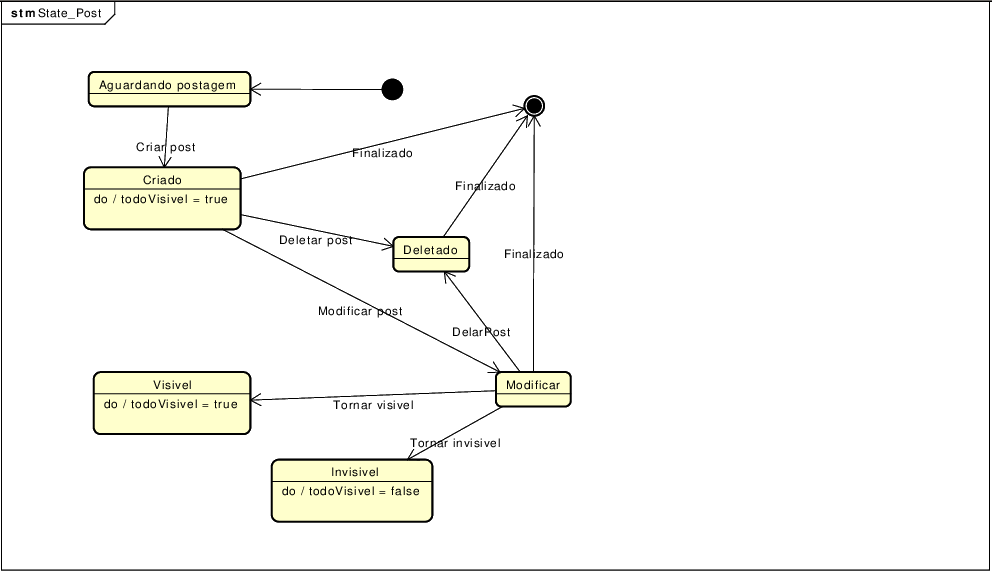 stm State_Post
Aguardando postagem
Criar post
Finalizado
Criado
do / todoVisivel = true
Finalizado
Deletar post
Deletado
Finalizado
Modificar post
DelarPost
Visivel
do / todoVisivel = true
Modificar
Tornar visivel
Tornar invisivel
Invisivel
do / todoVisivel = false